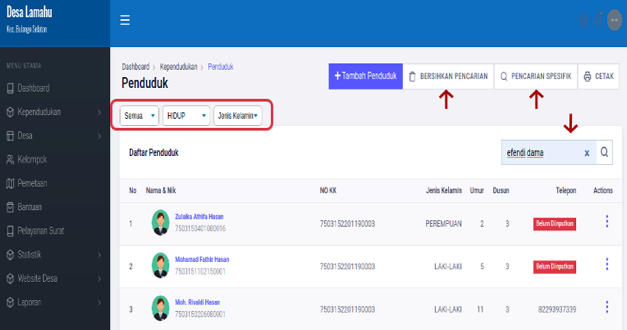 Desa Lamahu
Kec. Bulango Selatan
MENU UTAMA
Dashboard
Kependudukan
Desa
Kelompok
Pemetaan
Bantuan
Pelayanan Surat
Statistik
Website Desa
Laporan
Dashboard > Kependudukan > Penduduk
Penduduk
+Tambah Penduduk
BERSIHKAN PENCARIAN
PENCARIAN SPESIFIK
CETAK
Semua
HIDUP
Jenis Kelamin
Daftar Penduduk
efendi dama x
No Nama & Nik NO KK Jenis Kelamin Umur Dusun Telepon Actions
1 Zulaika Athifa Hasan 7503152201190003 PEREMPUAN 2 3 Belum Diinputkan
7503153401080016
2 Mohamad Fathir Hasan 7503152201190003 LAKI-LAKI 5 3 Belum Diinputkan
7503151102150001
3 Moh. Rivaldi Hasan 7503152201190003 LAKI-LAKI 11 3 82293937339
7503150206080001